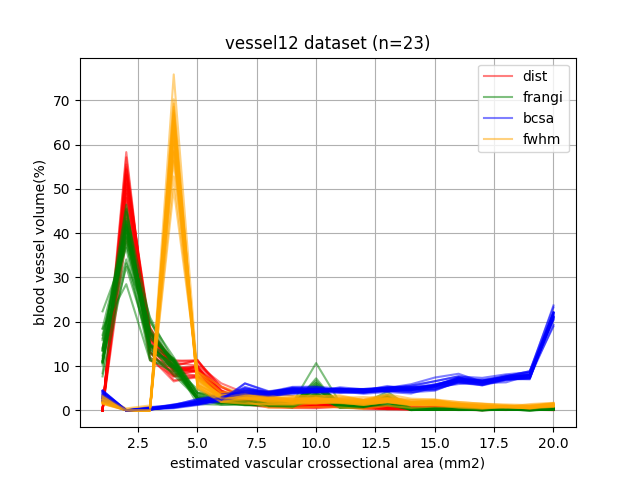 vessel12 dataset (n=23)
dist
frangi
bcsa
fwhm
blood vessel volume(%)
70
60
50
40
30
20
10
0
2.5 5.0 7.5 10.0 12.5 15.0 17.5 20.0
estimated vascular crossectional area (mm2)